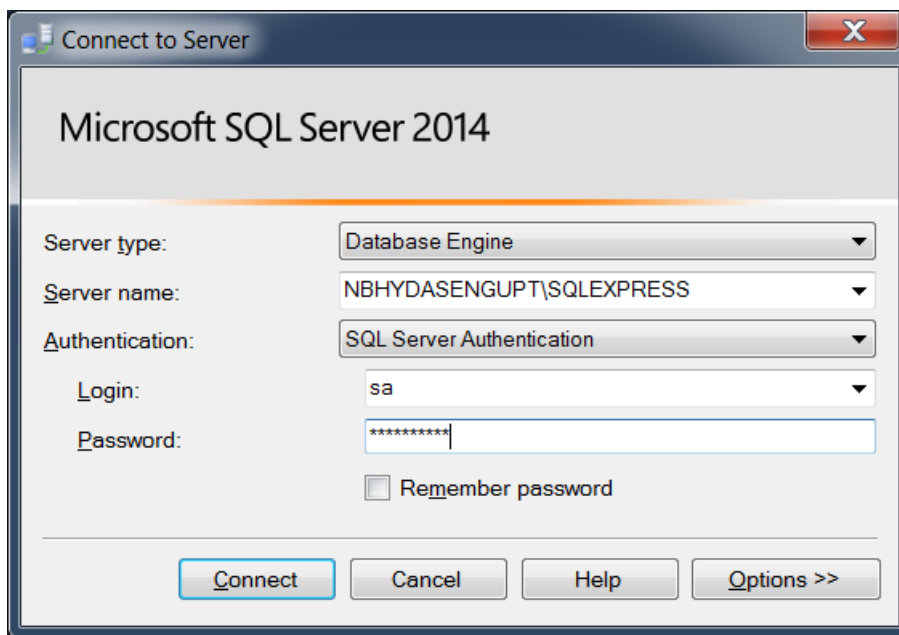 Connect to Server
X
Microsoft SQL Server 2014
Server type: Database Engine
Server name: NBHYDASENGUPT\SQLEXPRESS
Authentication: SQL Server Authentication
Login: sa
Password: **********
Remember password
Connect Cancel Help Options >>